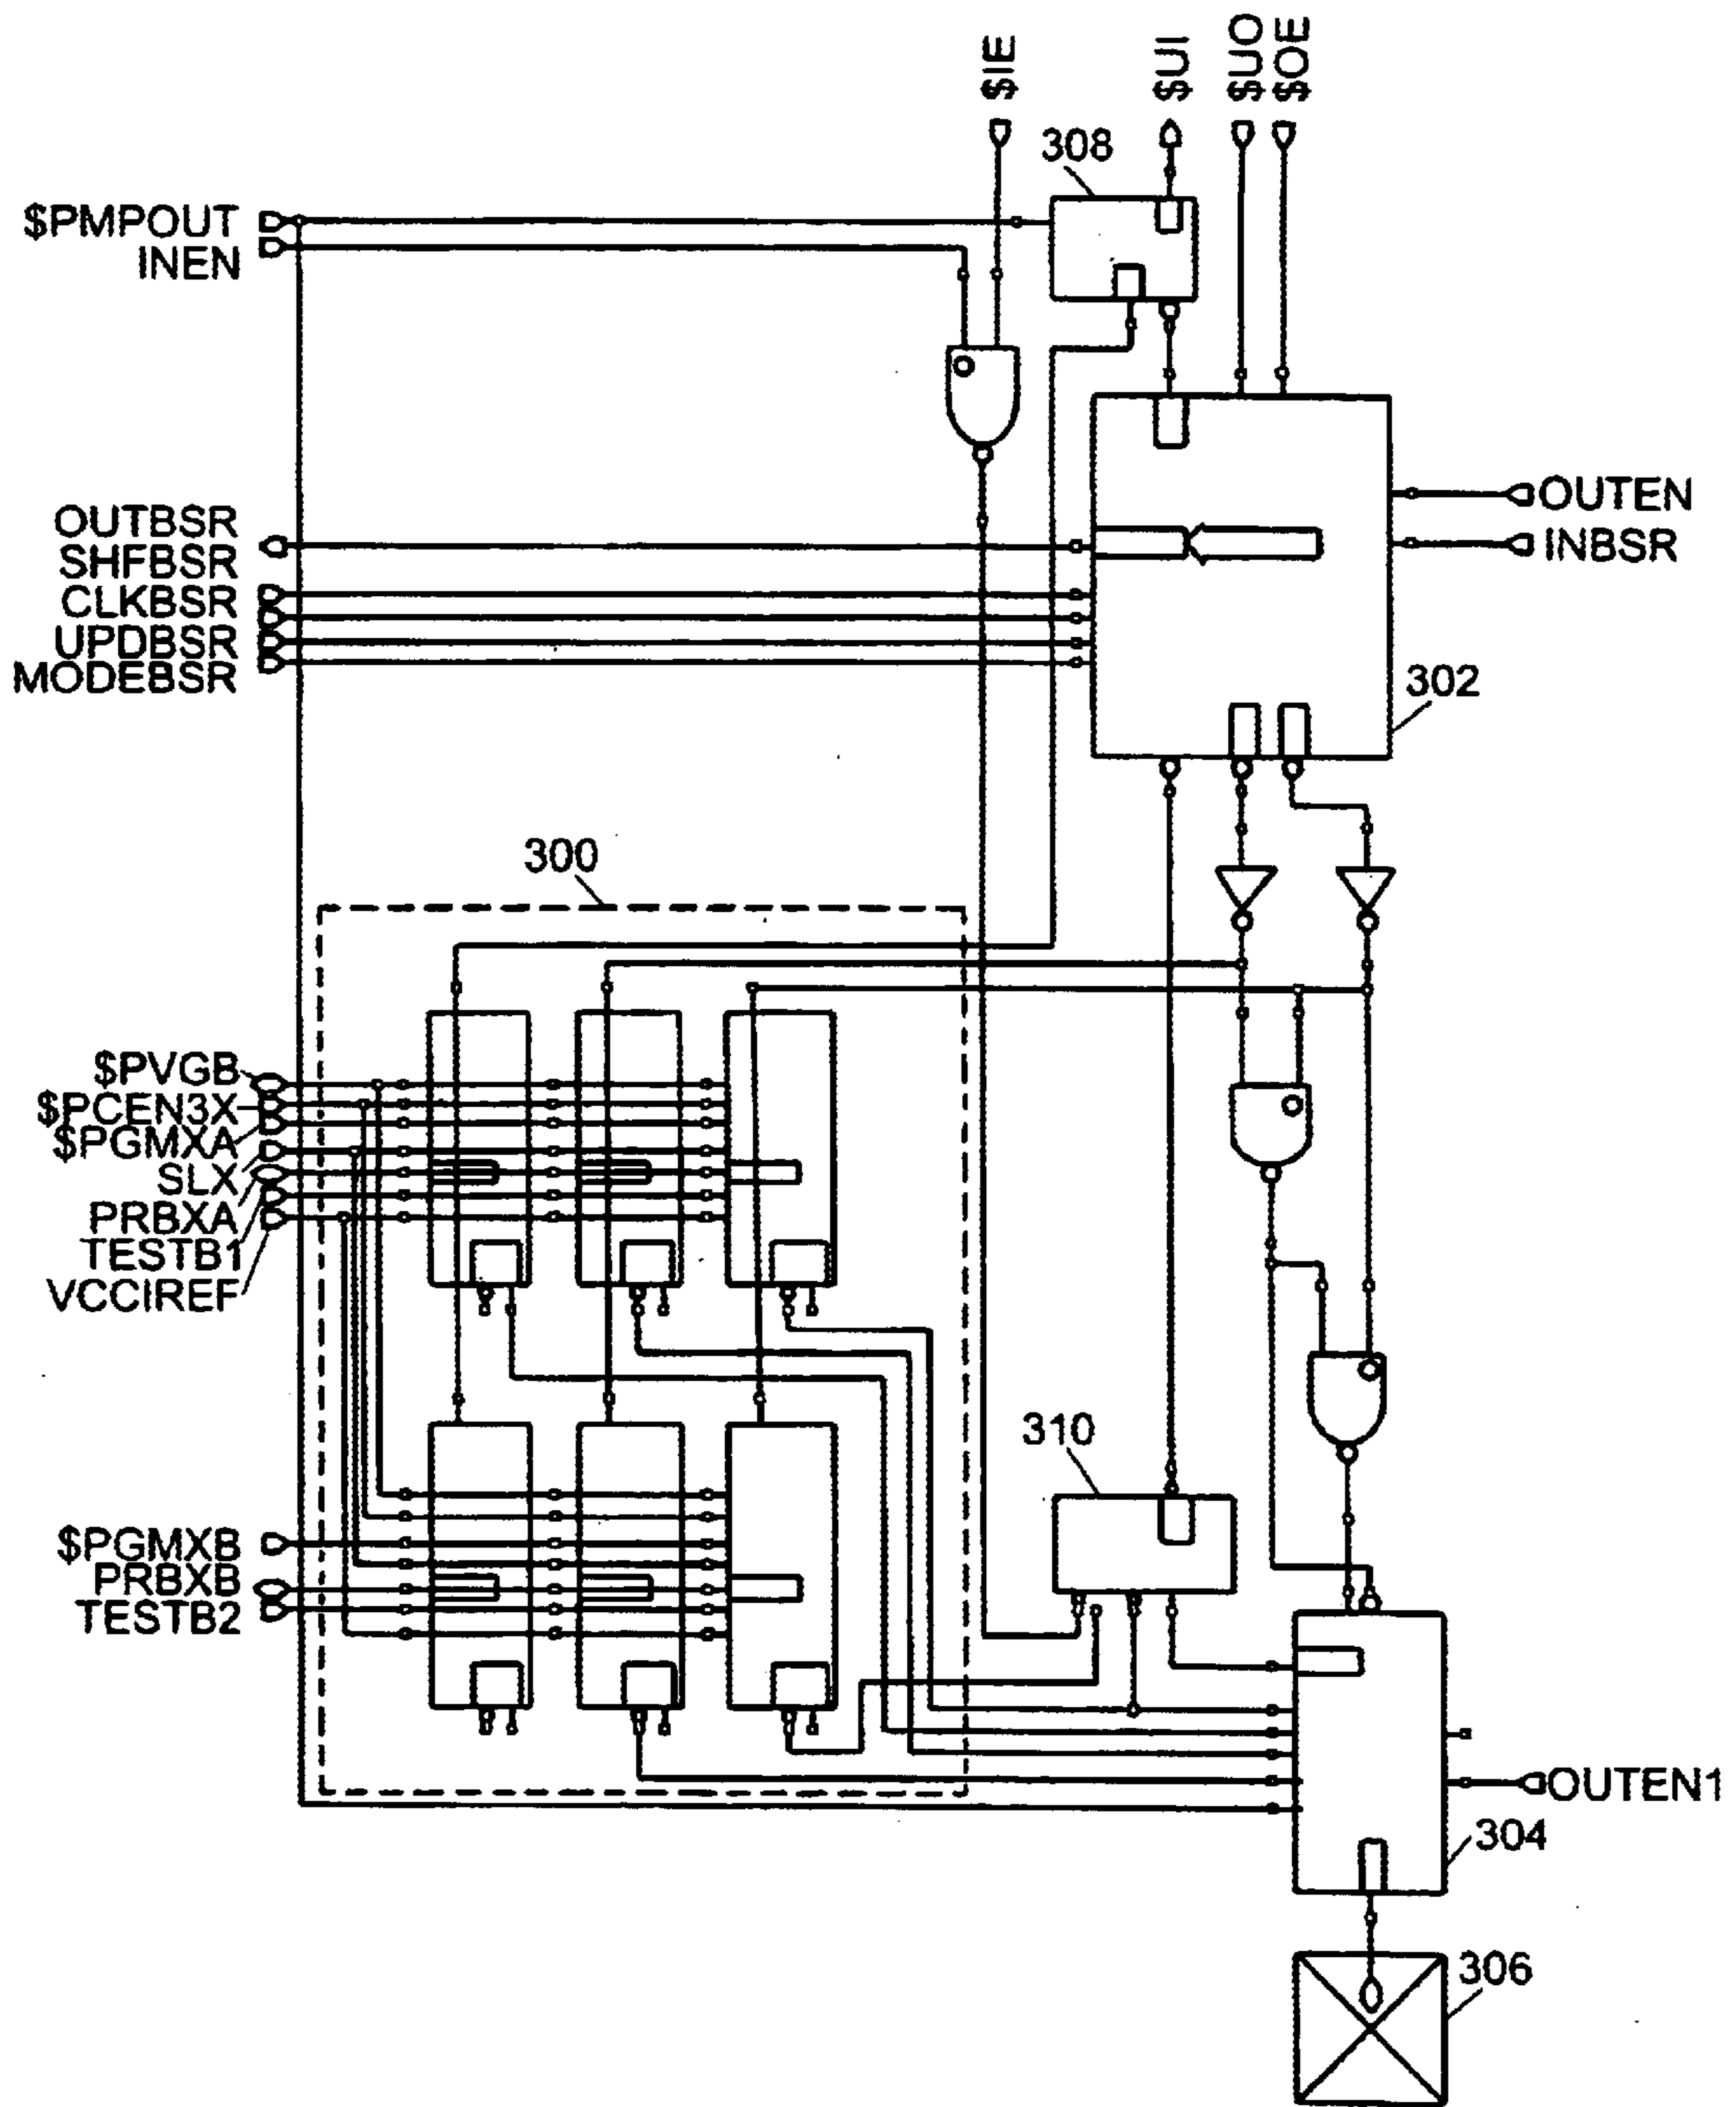 $IE
$UI
$UO
$OE
308
$PMPOUT
INEN
OUTBSR
SHFBSR
CLKBSR
UPDBSR
MODEBSR
OUTEN
INBSR
302
300
$PVGB
$PCEN3X
$PGMXA
SLX
PRBXA
TESTB1
VCCIREF
310
$PGMXB
PRBXB
TESTB2
OUTEN1
304
306